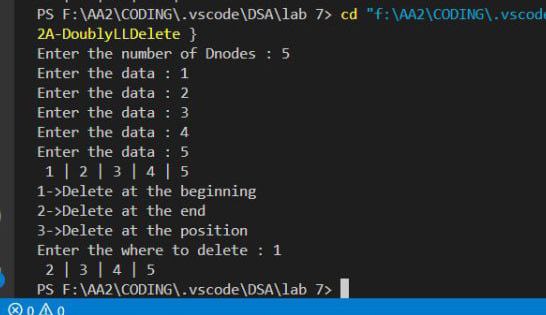 PS F:\AA2\CODING\.vscode\DSA\lab 7> cd "f:\AA2\CODING\.vscode
2A-DoublyLLDelete }
Enter the number of Dnodes : 5
Enter the data : 1
Enter the data : 2
Enter the data : 3
Enter the data : 4
Enter the data : 5
1 | 2 | 3 | 4 | 5
1->Delete at the beginning
2->Delete at the end
3->Delete at the position
Enter the where to delete : 1
2 | 3 | 4 | 5
PS F:\AA2\CODING\.vscode\DSA\lab 7>
0 0